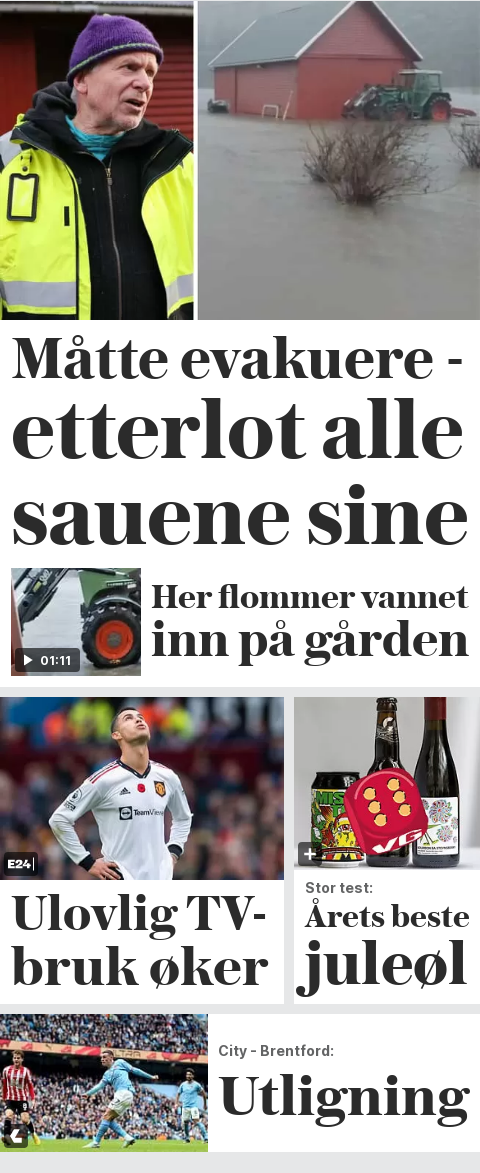 Måtte evakuere -
etterlot alle
sauene sine
01:11
Her flommer vannet
inn på gården
TeamViewer
E24
Ulovlig TV-
bruk øker
VG
Stor test:
Årets beste
juleøl
City - Brentford:
Utligning